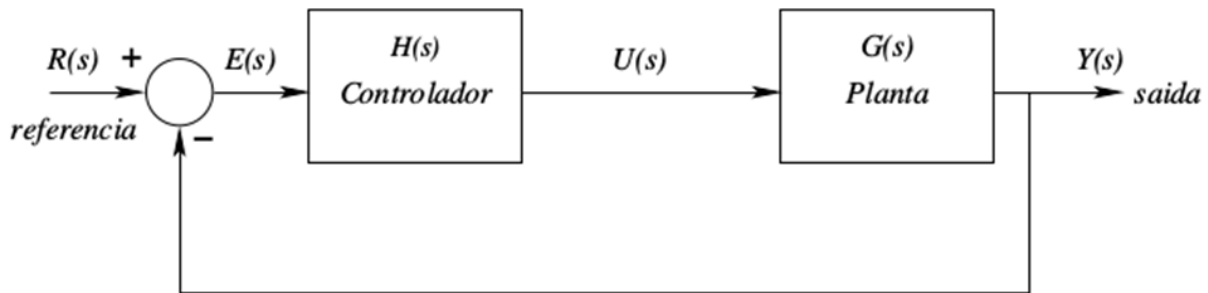 R(s)
+
E(s)
H(s)
Controlador
U(s)
G(s)
Planta
Y(s)
saida
referencia
−